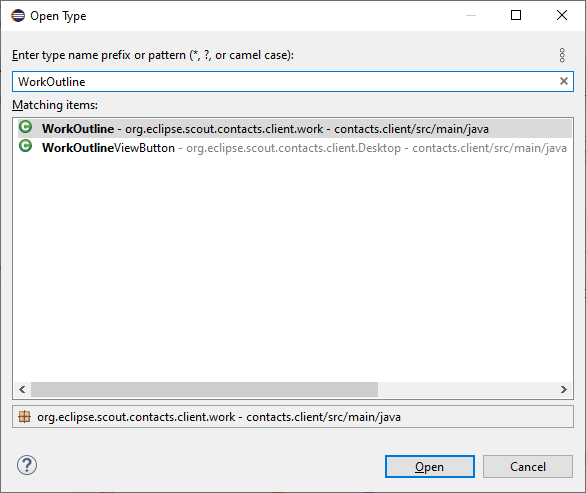 Open Type
Enter type name prefix or pattern (*, ?, or camel case):
WorkOutline
Matching items:
WorkOutline - org.eclipse.scout.contacts.client.work - contacts.client/src/main/java
WorkOutlineViewButton - org.eclipse.scout.contacts.client.Desktop - contacts.client/src/main/java
org.eclipse.scout.contacts.client.work - contacts.client/src/main/java
Open
Cancel